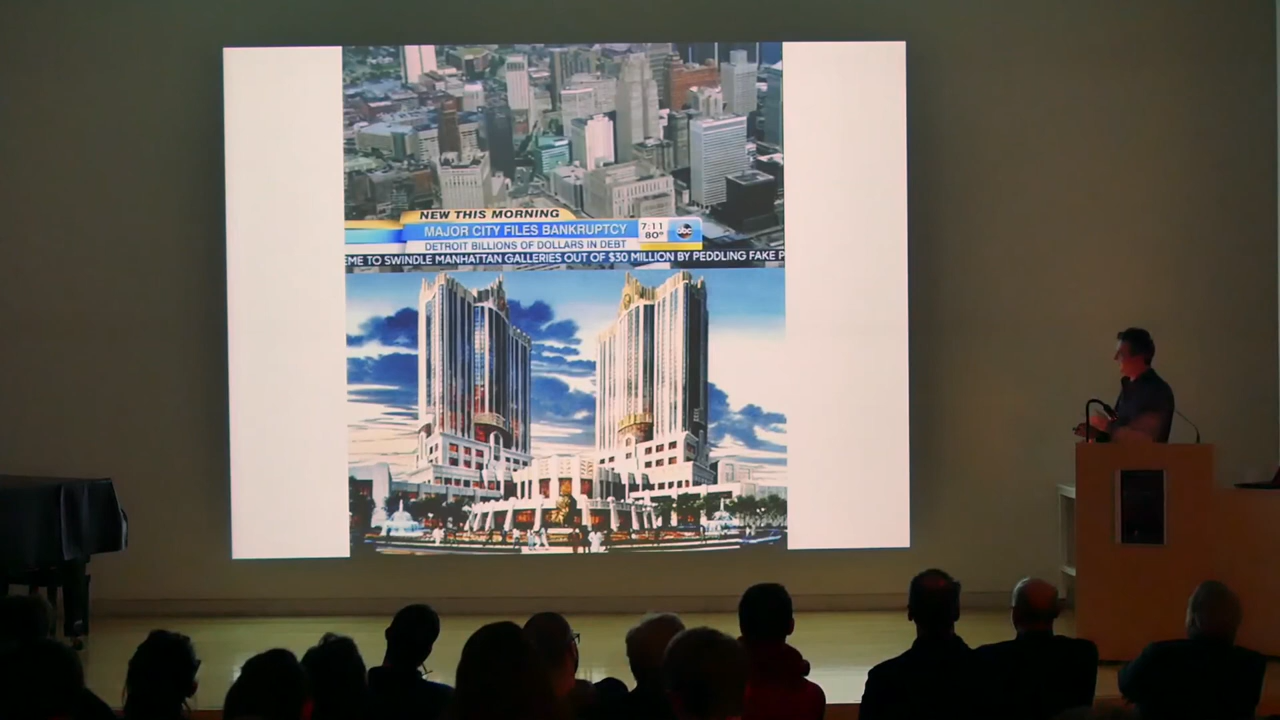 NEW THIS MORNING
MAJOR CITY FILES BANKRUPTCY
7:11
80°
abc
DETROIT BILLIONS OF DOLLARS IN DEBT
EME TO SWINDLE MANHATTAN GALLERIES OUT OF $30 MILLION BY PEDDLING FAKE P